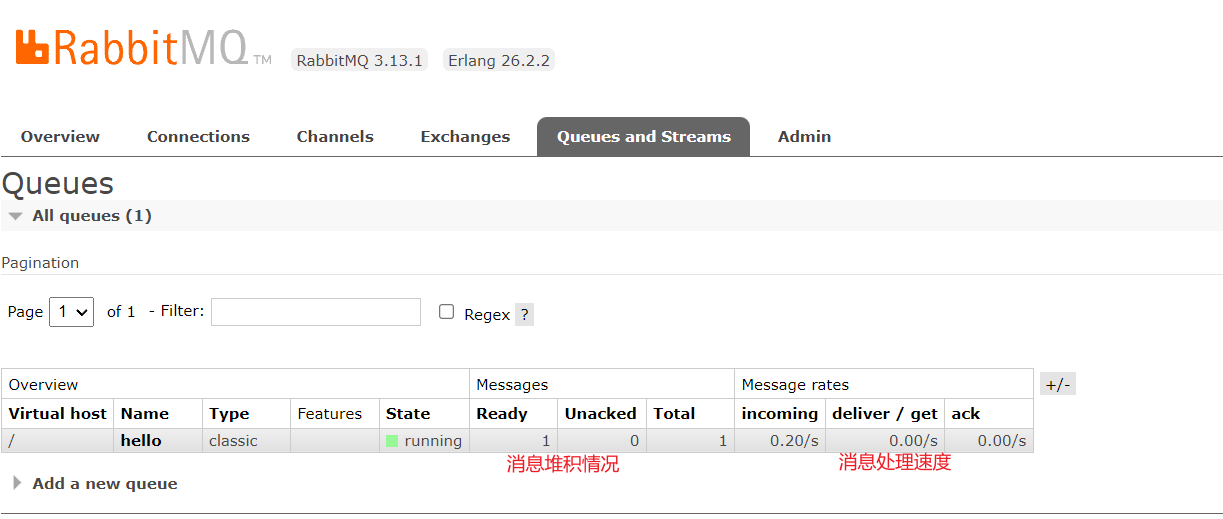 RabbitMQ TM RabbitMQ 3.13.1 Erlang 26.2.2
Overview Connections Channels Exchanges Queues and Streams Admin
Queues
All queues (1)
Pagination
Page 1 of 1 - Filter: Regex ?
Overview Messages Message rates +/-
Virtual host Name Type Features State Ready Unacked Total incoming deliver / get ack
/ hello classic running 1 0 1 0.20/s 0.00/s 0.00/s
消息堆积情况 消息处理速度
Add a new queue